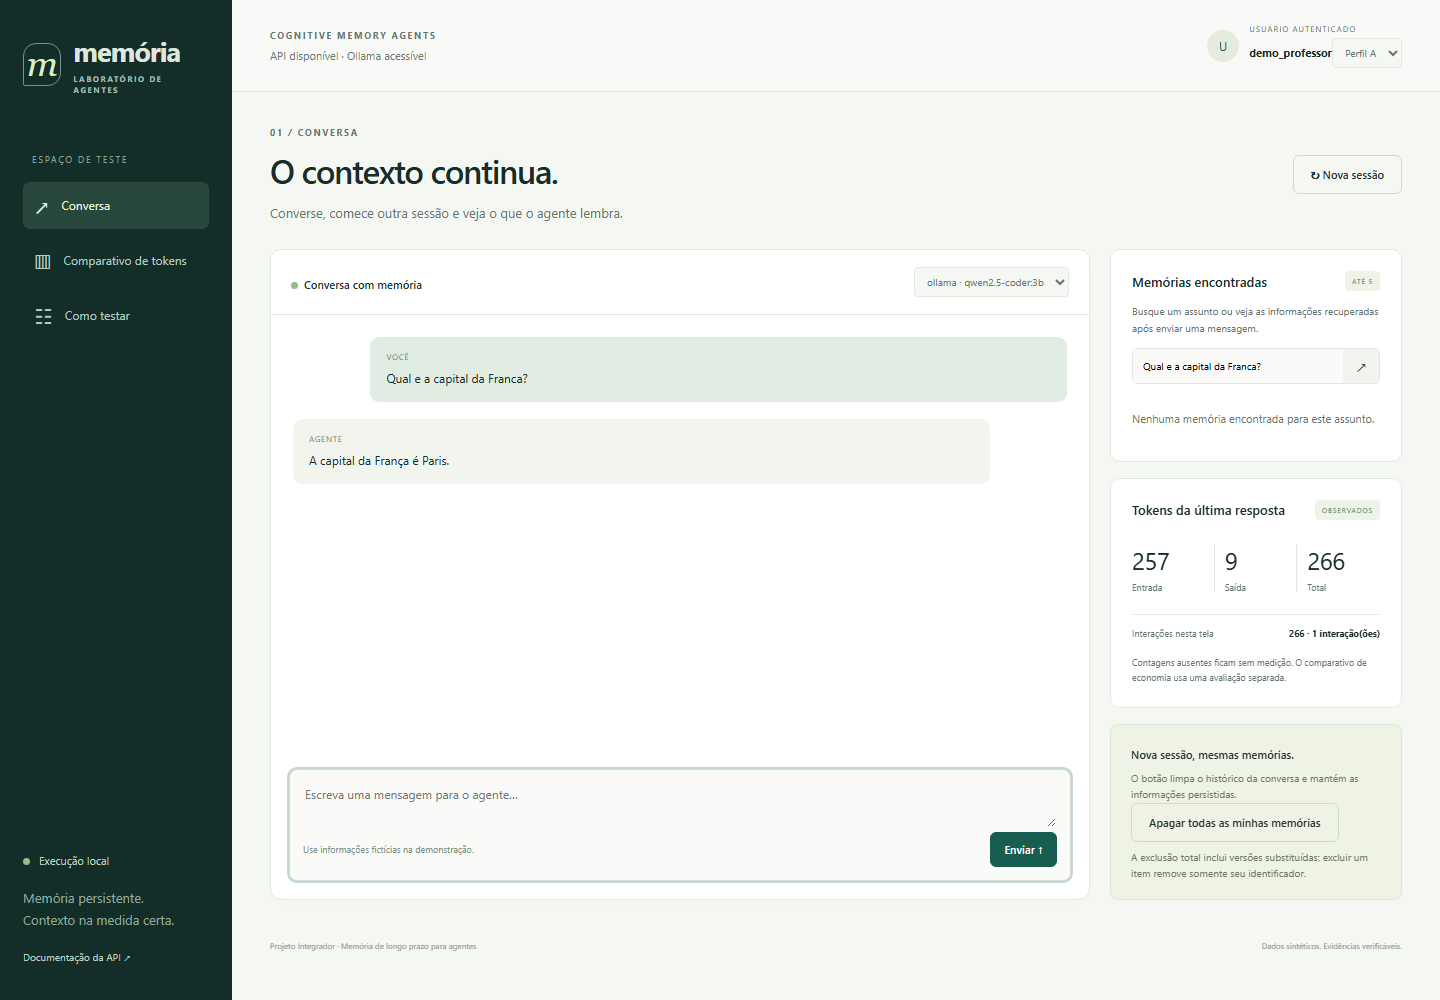 m
memória
LABORATÓRIO DE
AGENTES
ESPAÇO DE TESTE
↗ Conversa
Comparativo de tokens
Como testar
Execução local
Memória persistente.
Contexto na medida certa.
Documentação da API ↗
COGNITIVE MEMORY AGENTS
API disponível · Ollama acessível
U
USUÁRIO AUTENTICADO
demo_professor
Perfil A
01 / CONVERSA
O contexto continua.
Converse, comece outra sessão e veja o que o agente lembra.
↻ Nova sessão
Conversa com memória
ollama · qwen2.5-coder:3b
VOCÊ
Qual e a capital da Franca?
AGENTE
A capital da França é Paris.
Escreva uma mensagem para o agente...
Use informações fictícias na demonstração.
Enviar ↑
Memórias encontradas
ATÉ 5
Busque um assunto ou veja as informações recuperadas
após enviar uma mensagem.
Qual e a capital da Franca?
↗
Nenhuma memória encontrada para este assunto.
Tokens da última resposta
OBSERVADOS
257
Entrada
9
Saída
266
Total
Interações nesta tela
266 · 1 interação(ões)
Contagens ausentes ficam sem medição. O comparativo de
economia usa uma avaliação separada.
Nova sessão, mesmas memórias.
O botão limpa o histórico da conversa e mantém as
informações persistidas.
Apagar todas as minhas memórias
A exclusão total inclui versões substituídas; excluir um
item remove somente seu identificador.
Projeto Integrador · Memória de longo prazo para agentes
Dados sintéticos. Evidências verificáveis.